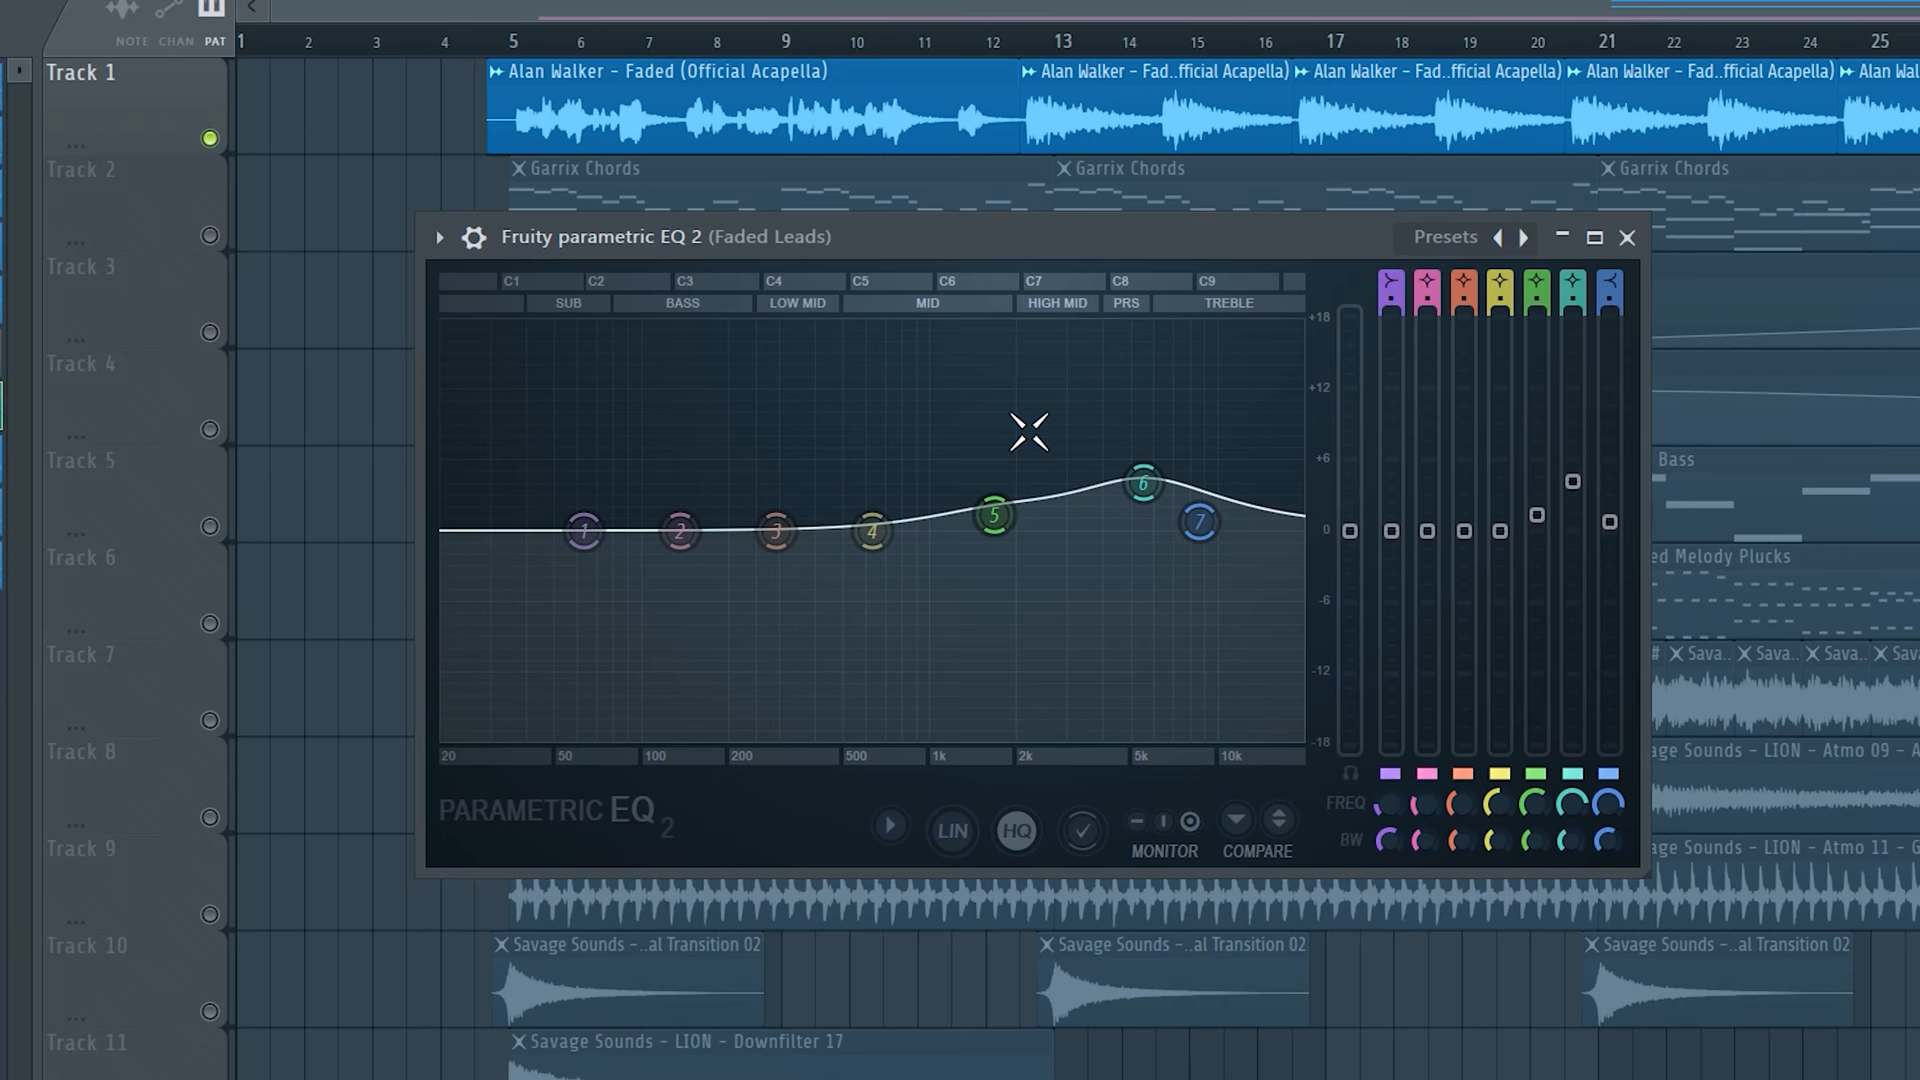 NOTE CHAN PAT
1 2 3 4 5 6 7 8 9 10 11 12 13 14 15 16 17 18 19 20 21 22 23 24 25
Track 1
Alan Walker - Faded (Official Acapella)
Alan Walker - Fad..fficial Acapella)
Alan Walker - Fad..fficial Acapella)
Alan Walker - Fad..fficial Acapella)
Alan Wal
Track 2
Garrix Chords
Garrix Chords
Garrix Chords
Track 3
Track 4
Track 5
Bass
Track 6
ed Melody Plucks
Track 7
# Sava.. Sava.. Sava.. Sava
Track 8
age Sounds - LION - Atmo 09 - A
Track 9
age Sounds - LION - Atmo 11 - G
Track 10
Savage Sounds -..al Transition 02
Savage Sounds -..al Transition 02
Savage Sounds -..al Transition 02
Track 11
Savage Sounds - LION - Downfilter 17
Fruity parametric EQ 2 (Faded Leads)
Presets
C1 C2 C3 C4 C5 C6 C7 C8 C9
SUB BASS LOW MID MID HIGH MID PRS TREBLE
+18
+12
+6
0
-6
-12
-18
1 2 3 4 5 6 7
20 50 100 200 500 1k 2k 5k 10k
PARAMETRIC EQ 2
LIN HQ
MONITOR COMPARE
FREQ
BW